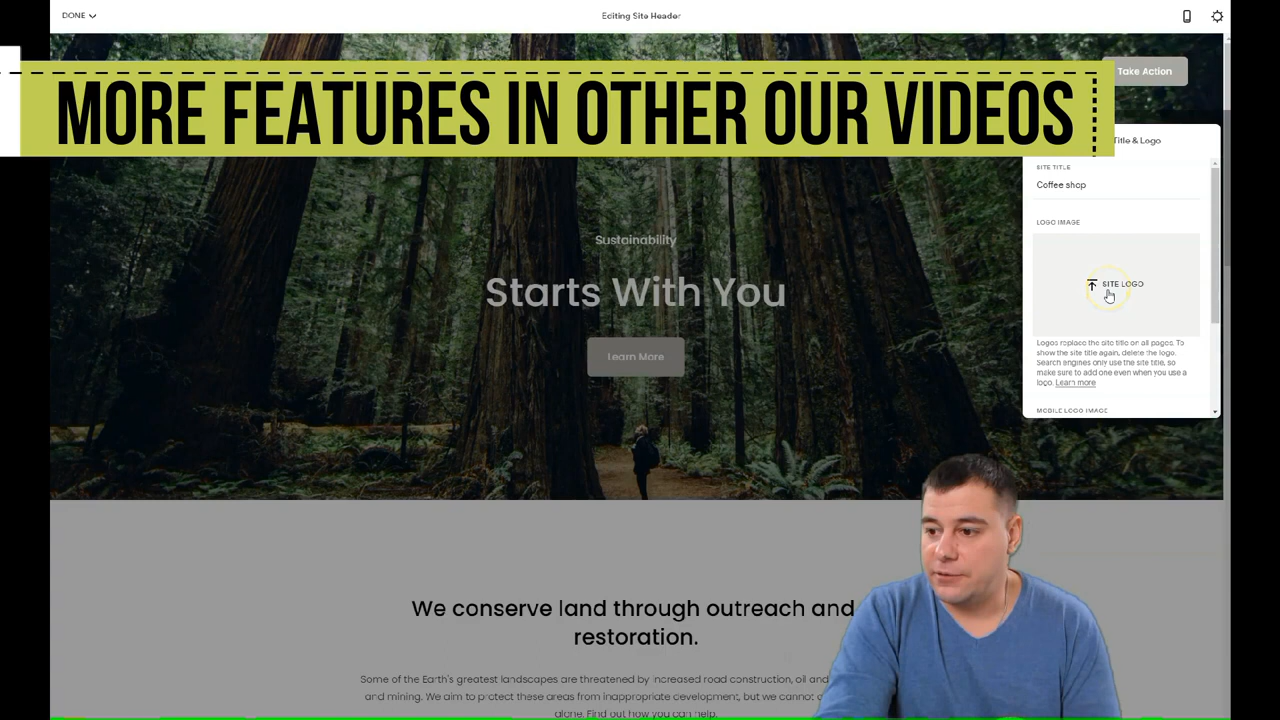 DONE
Editing Site Header
Take Action
MORE FEATURES IN OTHER OUR VIDEOS
Title & Logo
SITE TITLE
Coffee shop
LOGO IMAGE
SITE LOGO
Logos replace the site title on all pages. To
show the site title again, delete the logo.
Search engines only use the site title, so
make sure to add one even when you use a
logo. Learn more
MOBILE LOGO IMAGE
Sustainability
Starts With You
Learn More
We conserve land through outreach and
restoration.
Some of the Earth's greatest landscapes are threatened by increased road construction, oil and
and mining. We aim to protect these areas from inappropriate development, but we cannot
alone. Find out how you can help.